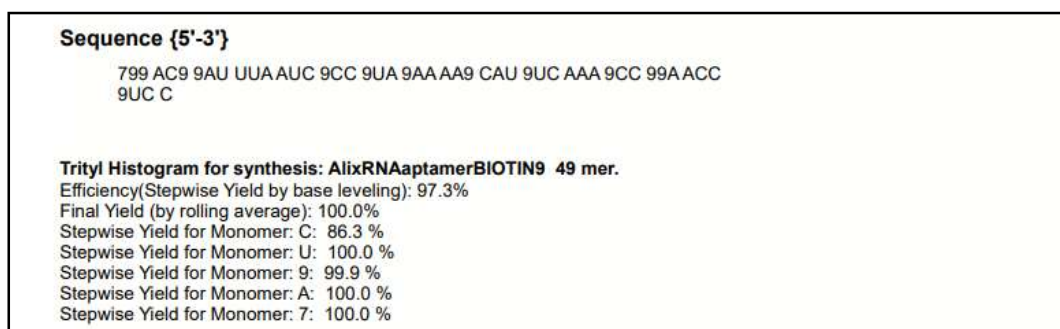 Sequence {5'-3'}
799 AC9 9AU UUA AUC 9CC 9UA 9AA AA9 CAU 9UC AAA 9CC 99A ACC
9UC C
Trityl Histogram for synthesis: AlixRNAaptamerBIOTIN9 49 mer.
Efficiency(Stepwise Yield by base leveling): 97.3%
Final Yield (by rolling average): 100.0%
Stepwise Yield for Monomer: C: 86.3 %
Stepwise Yield for Monomer: U: 100.0 %
Stepwise Yield for Monomer: 9: 99.9 %
Stepwise Yield for Monomer: A: 100.0 %
Stepwise Yield for Monomer: 7: 100.0 %